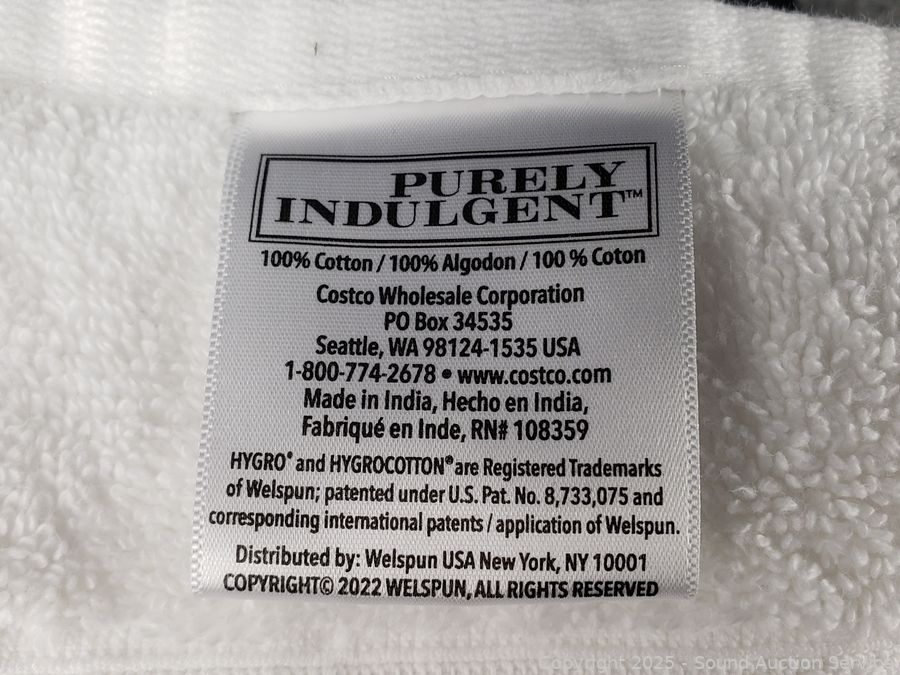 PURELY
INDULGENT™
100% Cotton / 100% Algodon / 100 % Coton
Costco Wholesale Corporation
PO Box 34535
Seattle, WA 98124-1535 USA
1-800-774-2678 • www.costco.com
Made in India, Hecho en India,
Fabriqué en Inde, RN# 108359
HYGRO® and HYGROCOTTON® are Registered Trademarks
of Welspun; patented under U.S. Pat. No. 8,733,075 and
corresponding international patents / application of Welspun.
Distributed by: Welspun USA New York, NY 10001
COPYRIGHT© 2022 WELSPUN, ALL RIGHTS RESERVED
Copyright 2025 - Sound Auction Service